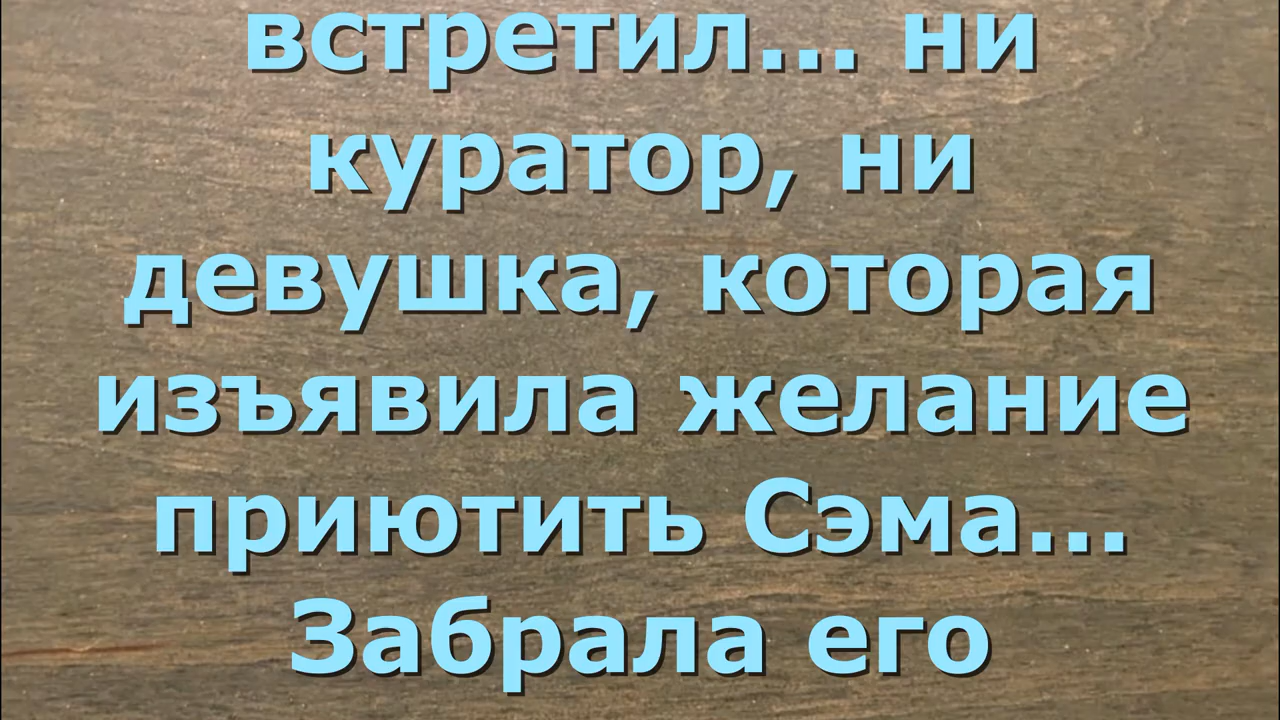 встретил... ни
куратор, ни
девушка, которая
изъявила желание
приютить Сэма...
Забрала его